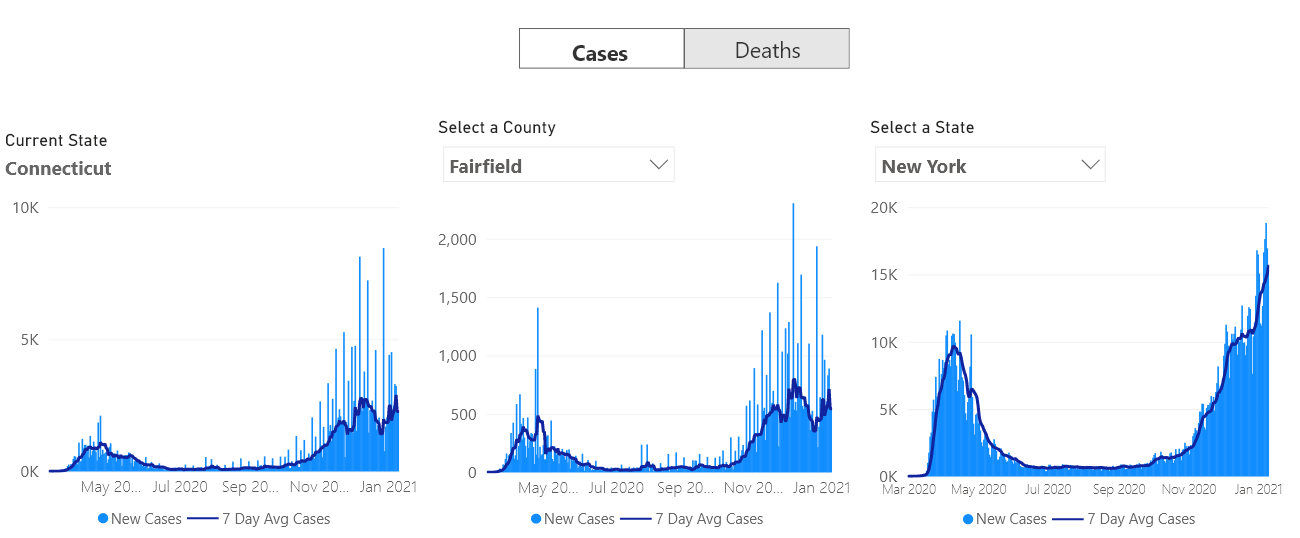 Cases
Deaths
Current State
Connecticut
10K
5K
0K
May 20...
Jul 2020
Sep 20...
Nov 20...
Jan 2021
New Cases
7 Day Avg Cases
Select a County
Fairfield
2,000
1,500
1,000
500
0
May 20...
Jul 2020
Sep 20...
Nov 20...
Jan 2021
New Cases
7 Day Avg Cases
Select a State
New York
20K
15K
10K
5K
0K
Mar 2020
May 2020
Jul 2020
Sep 2020
Nov 2020
Jan 2021
New Cases
7 Day Avg Cases